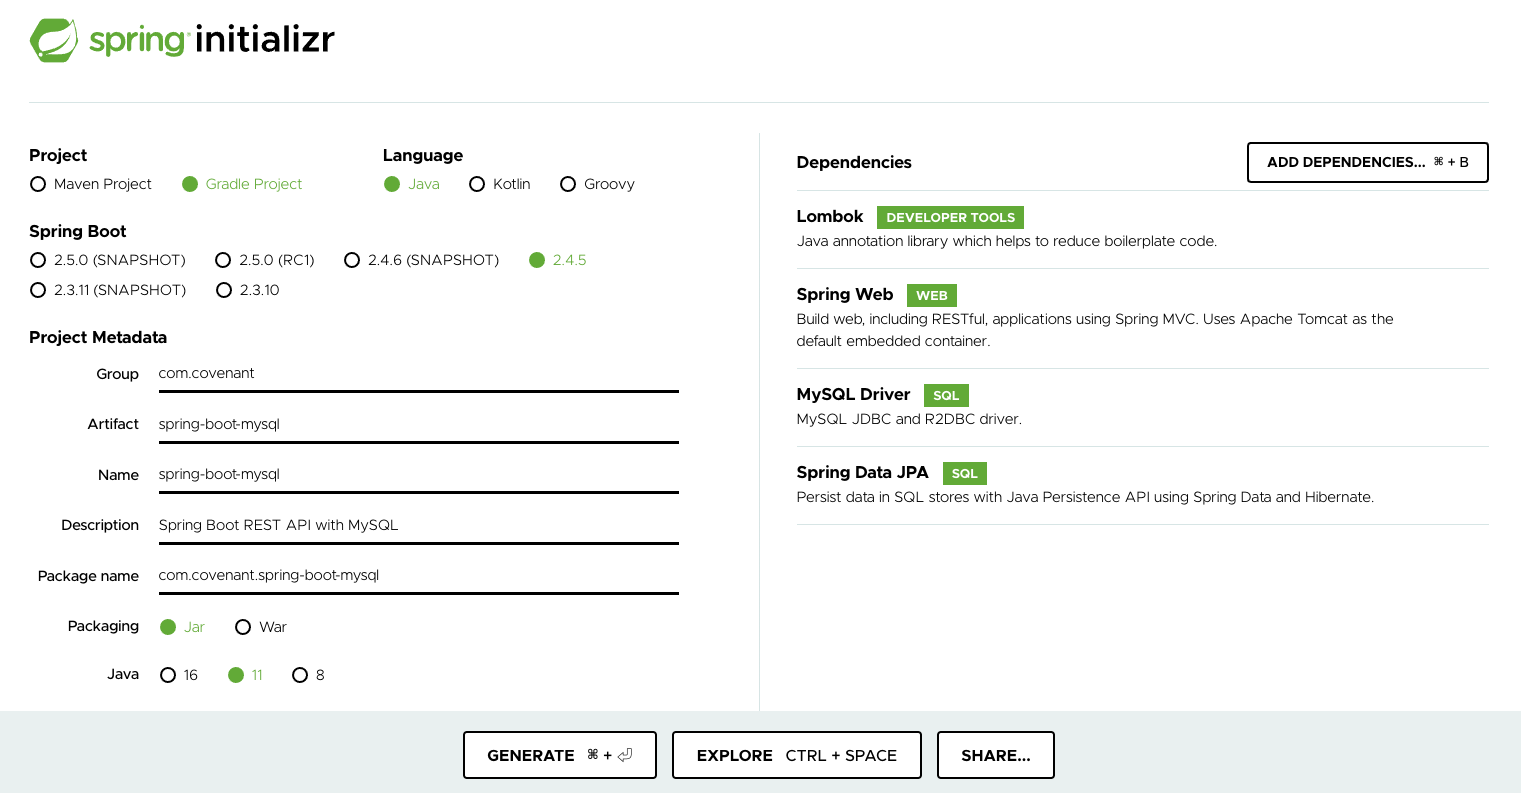 spring initializr
Project
Maven Project Gradle Project
Language
Java Kotlin Groovy
Spring Boot
2.5.0 (SNAPSHOT) 2.5.0 (RC1) 2.4.6 (SNAPSHOT) 2.4.5
2.3.11 (SNAPSHOT) 2.3.10
Project Metadata
Group com.covenant
Artifact spring-boot-mysql
Name spring-boot-mysql
Description Spring Boot REST API with MySQL
Package name com.covenant.spring-boot-mysql
Packaging Jar War
Java 16 11 8
Dependencies ADD DEPENDENCIES... ⌘ + B
Lombok DEVELOPER TOOLS
Java annotation library which helps to reduce boilerplate code.
Spring Web WEB
Build web, including RESTful, applications using Spring MVC. Uses Apache Tomcat as the
default embedded container.
MySQL Driver SQL
MySQL JDBC and R2DBC driver.
Spring Data JPA SQL
Persist data in SQL stores with Java Persistence API using Spring Data and Hibernate.
GENERATE ⌘ + ⏎ EXPLORE CTRL + SPACE SHARE...